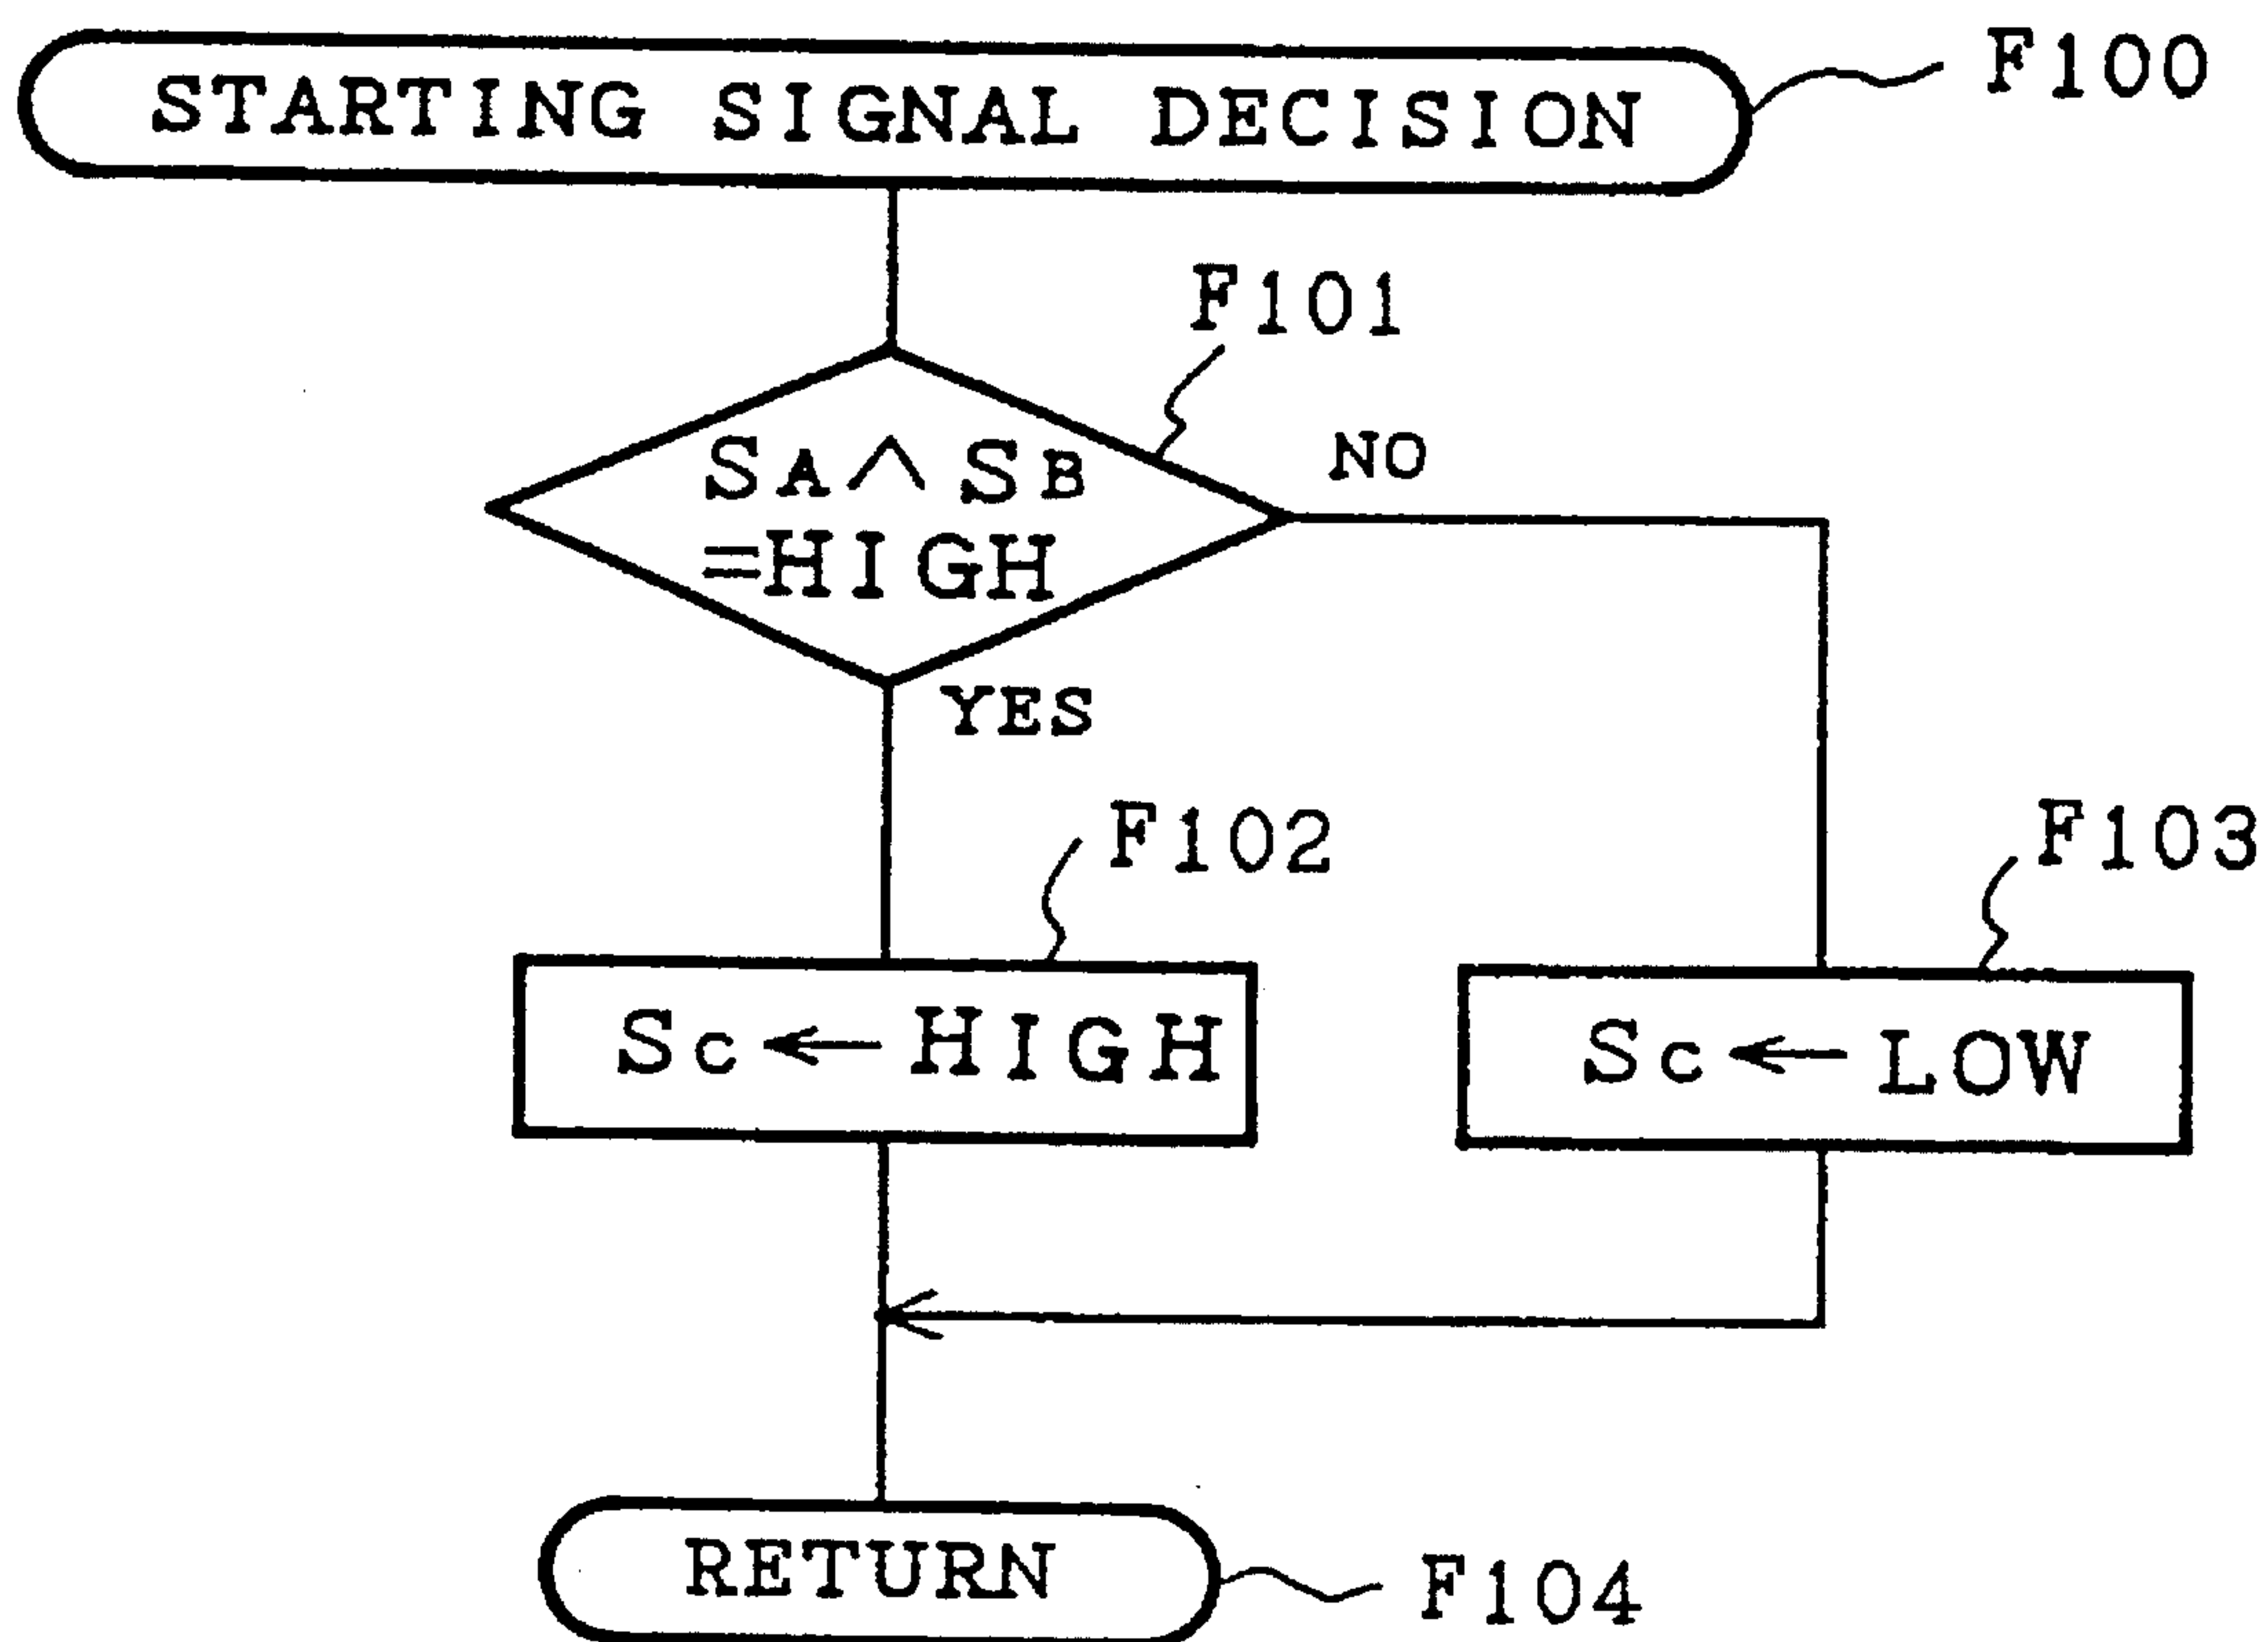 STARTING SIGNAL DECISION
F100
F101
SA∧SB
=HIGH
NO
YES
F102
F103
Sc←HIGH
Sc←LOW
RETURN
F104